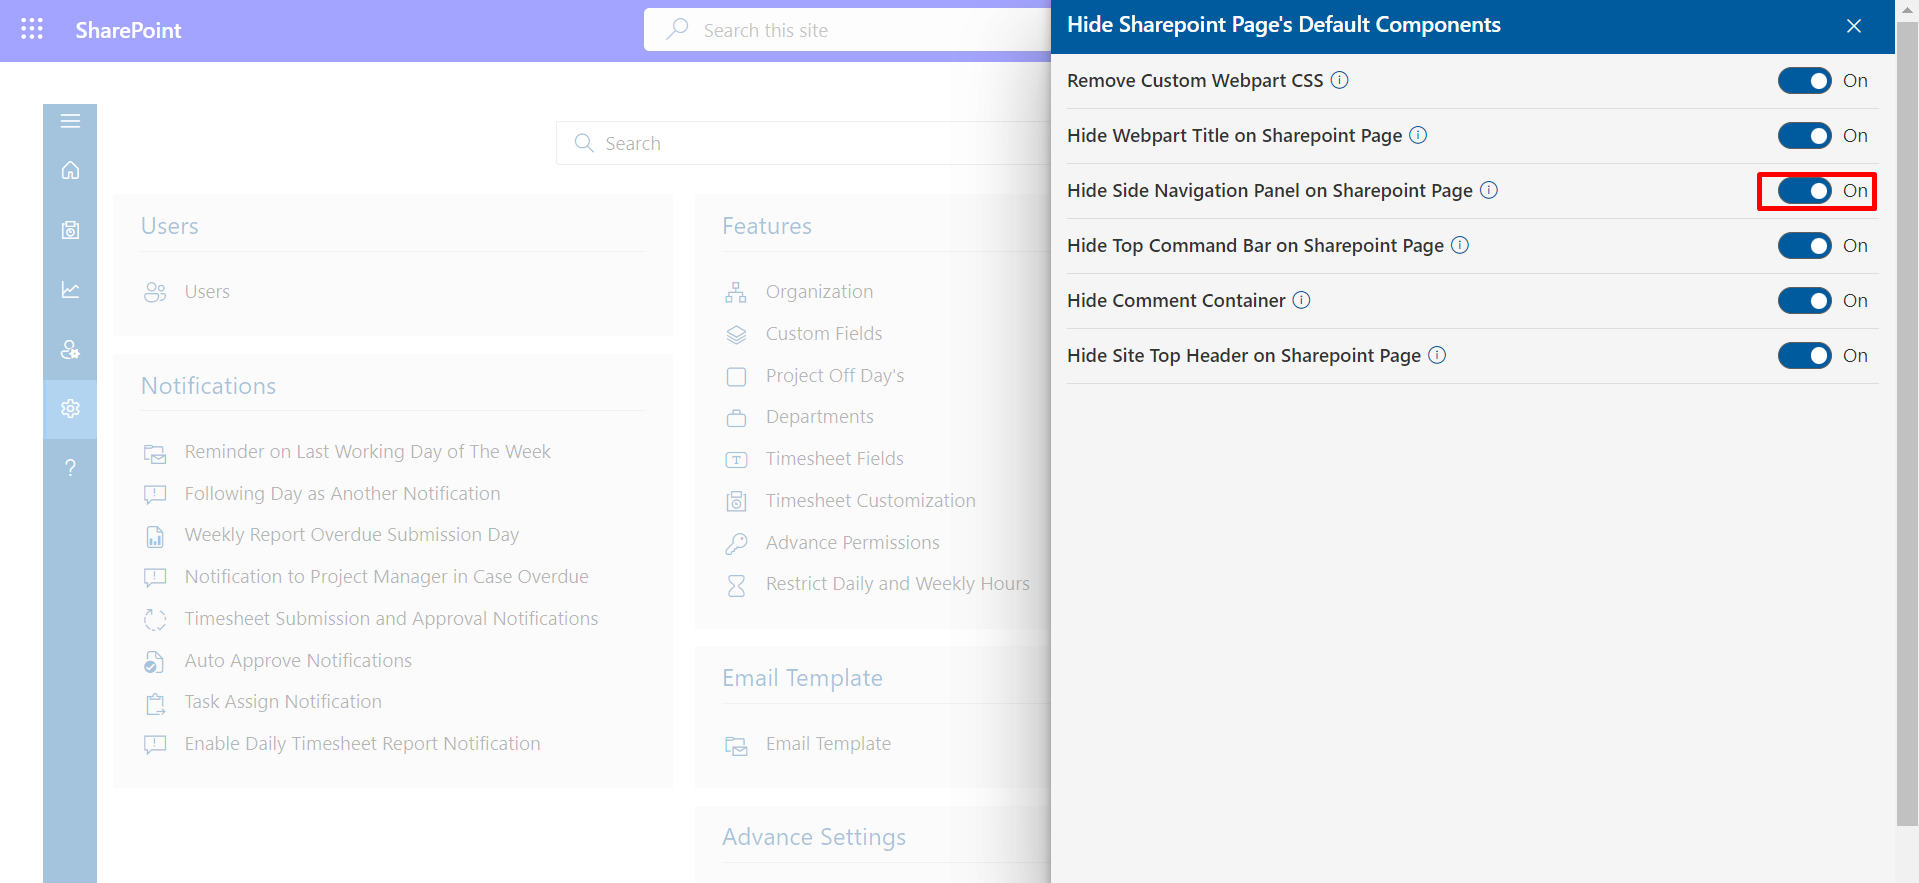 SharePoint
Search this site
Hide Sharepoint Page's Default Components
Remove Custom Webpart CSS
On
Hide Webpart Title on Sharepoint Page
On
Hide Side Navigation Panel on Sharepoint Page
On
Hide Top Command Bar on Sharepoint Page
On
Hide Comment Container
On
Hide Site Top Header on Sharepoint Page
On
Search
Users
Users
Notifications
Reminder on Last Working Day of The Week
Following Day as Another Notification
Weekly Report Overdue Submission Day
Notification to Project Manager in Case Overdue
Timesheet Submission and Approval Notifications
Auto Approve Notifications
Task Assign Notification
Enable Daily Timesheet Report Notification
Features
Organization
Custom Fields
Project Off Day's
Departments
Timesheet Fields
Timesheet Customization
Advance Permissions
Restrict Daily and Weekly Hours
Email Template
Email Template
Advance Settings